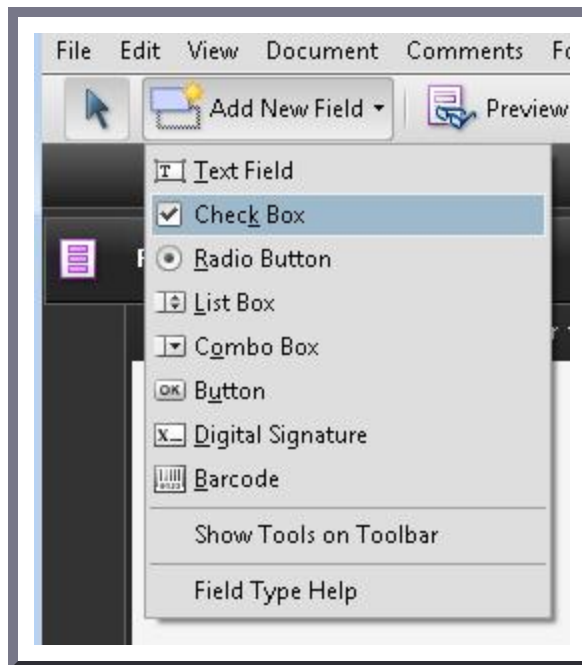 File Edit View Document Comments
Add New Field Preview
Text Field
Check Box
Radio Button
List Box
Combo Box
OK Button
Digital Signature
Barcode
Show Tools on Toolbar
Field Type Help